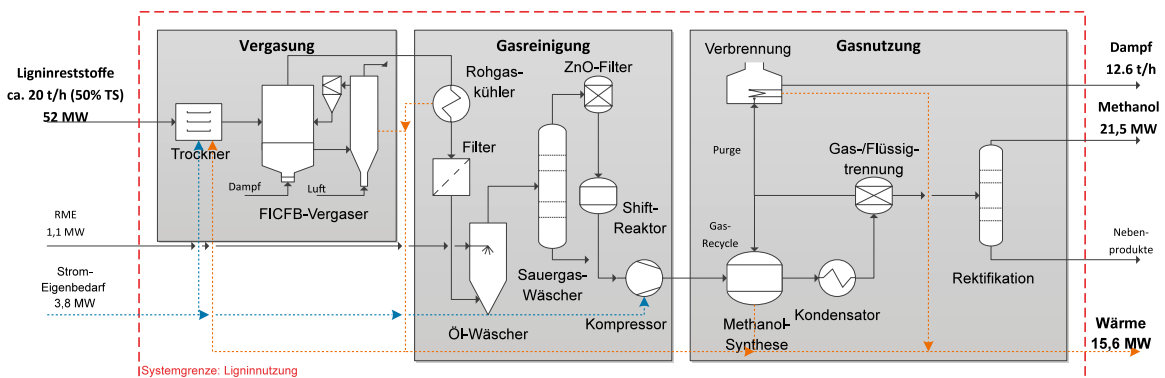 Vergasung
Gasreinigung
Gasnutzung
Ligninreststoffe
ca. 20 t/h (50% TS)
52 MW
Trockner
Dampf
Luft
FICFB-Vergaser
RME
1,1 MW
Strom-
Eigenbedarf
3,8 MW
Rohgas-
kühler
Filter
Öl-Wäscher
ZnO-Filter
Sauergas-
Wäscher
Shift-
Reaktor
Kompressor
Verbrennung
Purge
Gas-
Recycle
Methanol-
Synthese
Kondensator
Gas-/Flüssig-
trennung
Rektifikation
Dampf
12.6 t/h
Methanol
21,5 MW
Neben-
produkte
Wärme
15,6 MW
Systemgrenze: Ligninnutzung